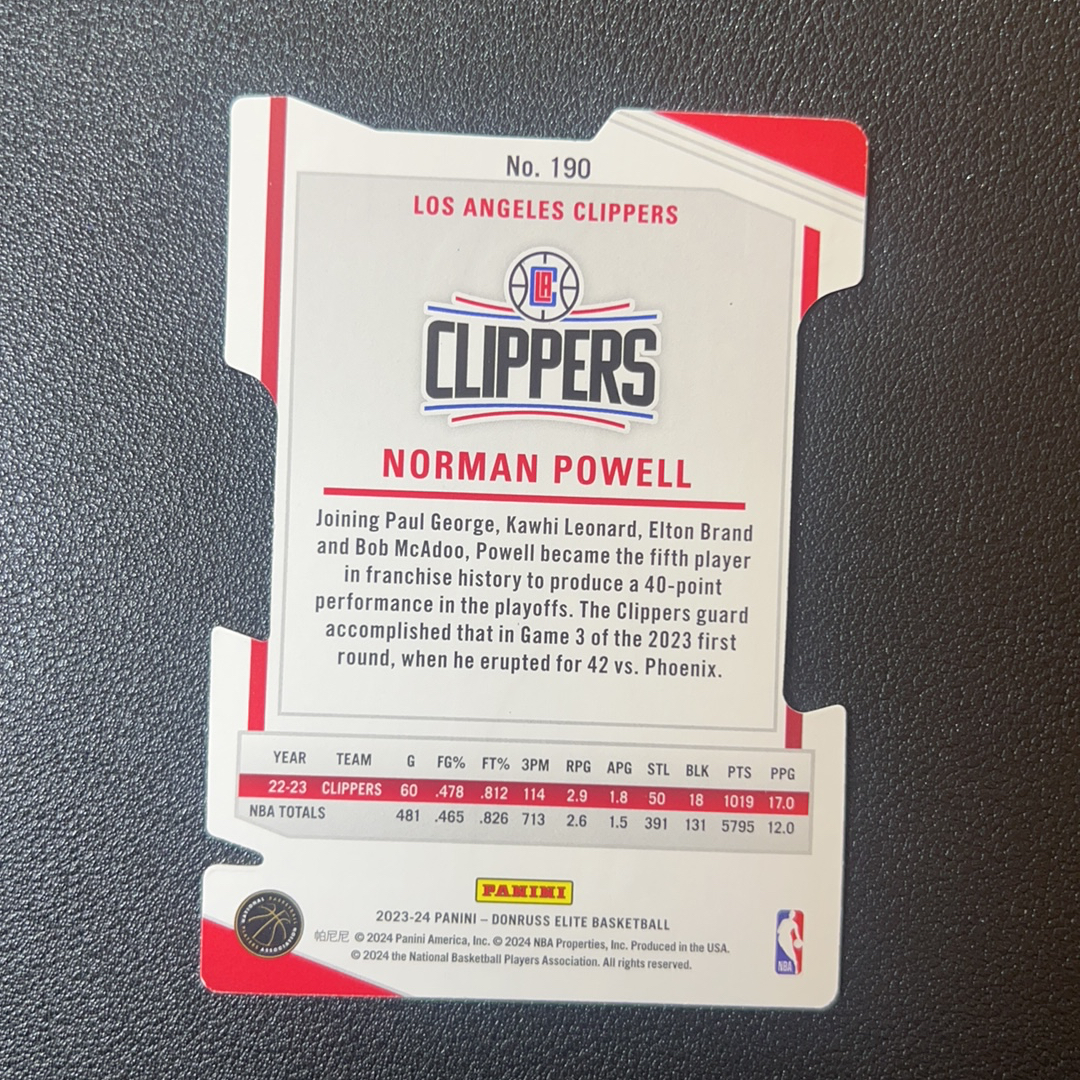 No. 190
LOS ANGELES CLIPPERS
LAC
CLIPPERS
NORMAN POWELL
Joining Paul George, Kawhi Leonard, Elton Brand
and Bob McAdoo, Powell became the fifth player
in franchise history to produce a 40-point
performance in the playoffs. The Clippers guard
accomplished that in Game 3 of the 2023 first
round, when he erupted for 42 vs. Phoenix.
YEAR TEAM G FG% FT% 3PM RPG APG STL BLK PTS PPG
22-23 CLIPPERS 60 .478 .812 114 2.9 1.8 50 18 1019 17.0
NBA TOTALS 481 .465 .826 713 2.6 1.5 391 131 5795 12.0
PANINI
2023-24 PANINI – DONRUSS ELITE BASKETBALL
帕尼尼 © 2024 Panini America, Inc. © 2024 NBA Properties, Inc. Produced in the USA.
© 2024 the National Basketball Players Association. All rights reserved.
NATIONAL BASKETBALL ASSOCIATION
NBA